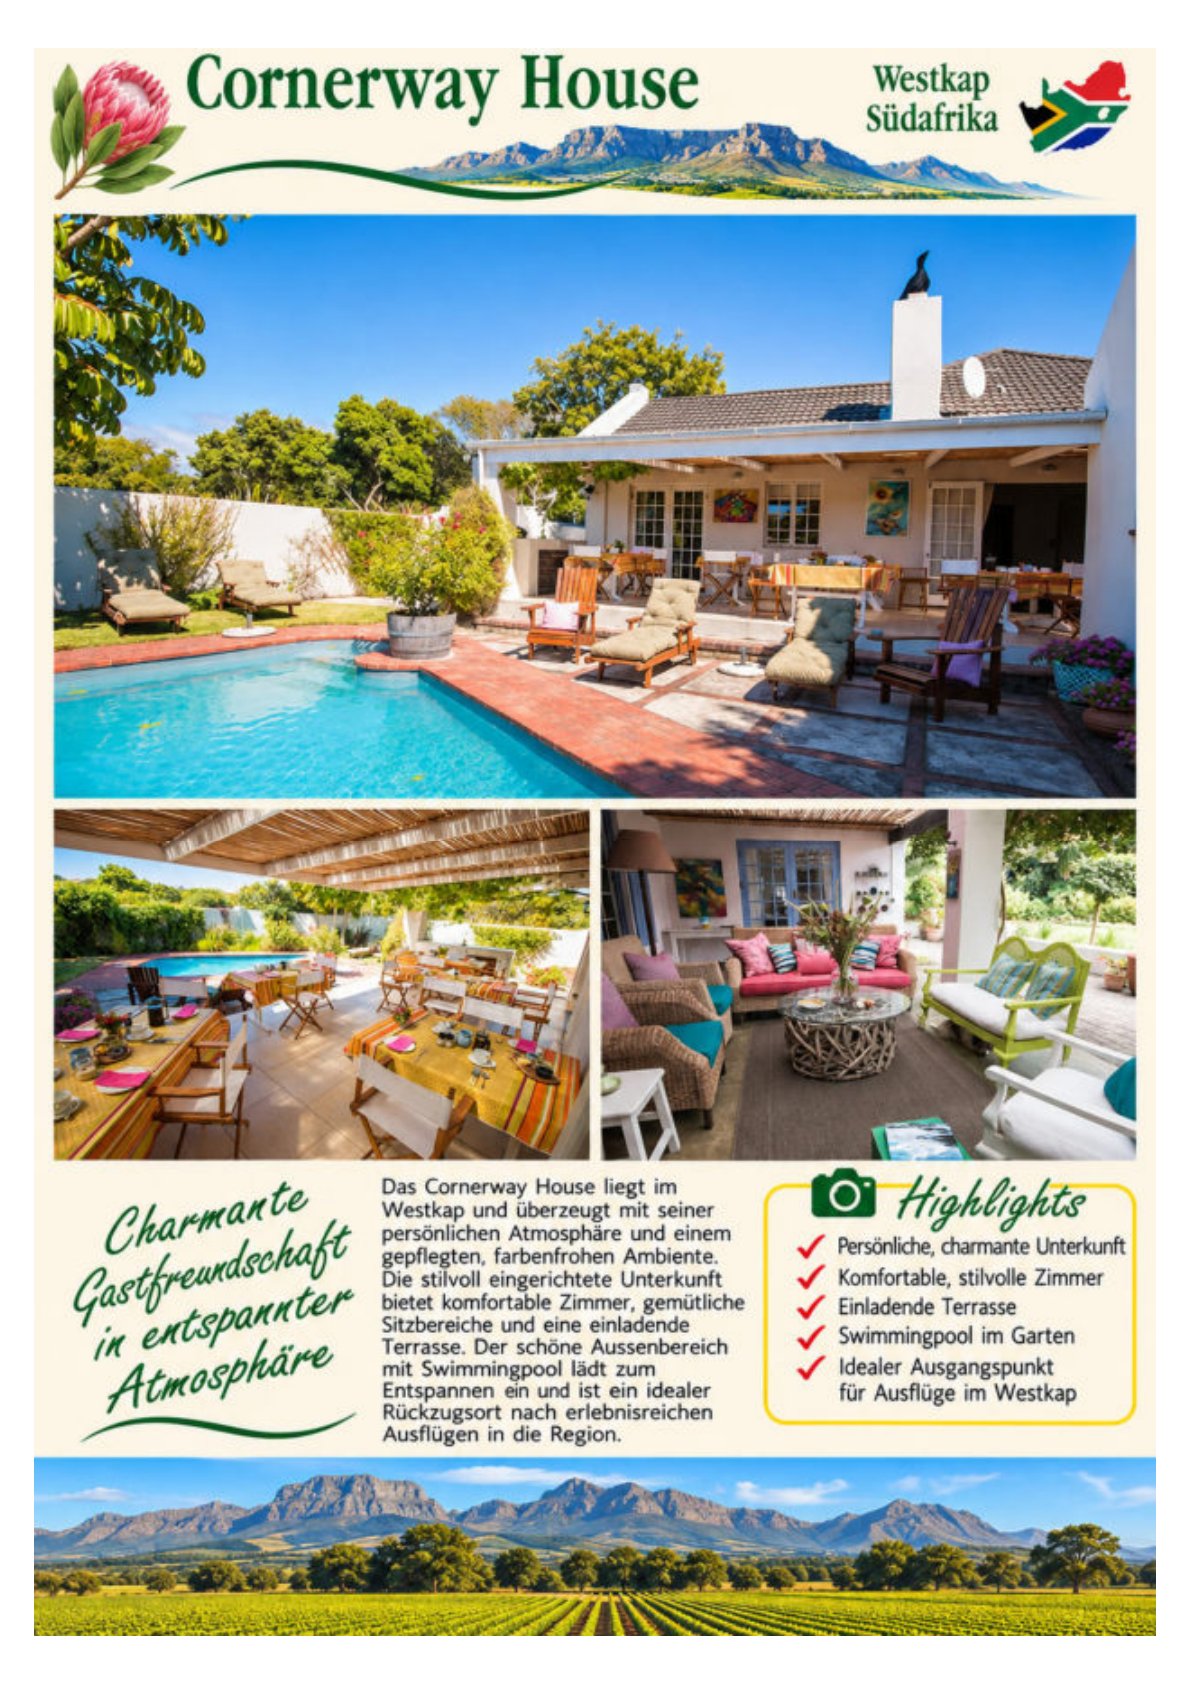 Cornerway House
Westkap
Südafrika
Charmante
Gastfreundschaft
in entspannter
Atmosphäre
Das Cornerway House liegt im
Westkap und überzeugt mit seiner
persönlichen Atmosphäre und einem
gepflegten, farbenfrohen Ambiente.
Die stilvoll eingerichtete Unterkunft
bietet komfortable Zimmer, gemütliche
Sitzbereiche und eine einladende
Terrasse. Der schöne Aussenbereich
mit Swimmingpool lädt zum
Entspannen ein und ist ein idealer
Rückzugsort nach erlebnisreichen
Ausflügen in die Region.
Highlights
Persönliche, charmante Unterkunft
Komfortable, stilvolle Zimmer
Einladende Terrasse
Swimmingpool im Garten
Idealer Ausgangspunkt
für Ausflüge im Westkap